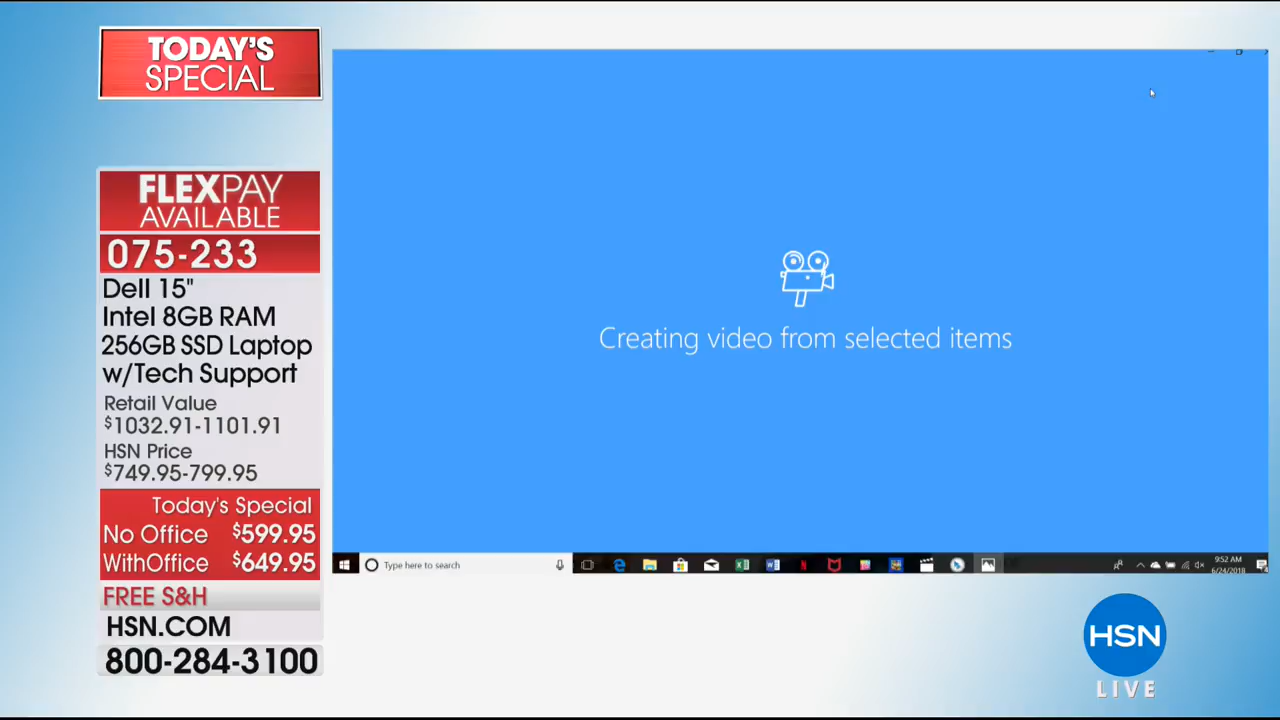 TODAY'S
SPECIAL
FLEXPAY
AVAILABLE
075-233
Dell 15"
Intel 8GB RAM
256GB SSD Laptop
w/Tech Support
Retail Value
$1032.91-1101.91
HSN Price
$749.95-799.95
Today's Special
No Office $599.95
WithOffice $649.95
FREE S&H
HSN.COM
800-284-3100
Creating video from selected items
Type here to search
9:52 AM
6/24/2018
HSN
LIVE